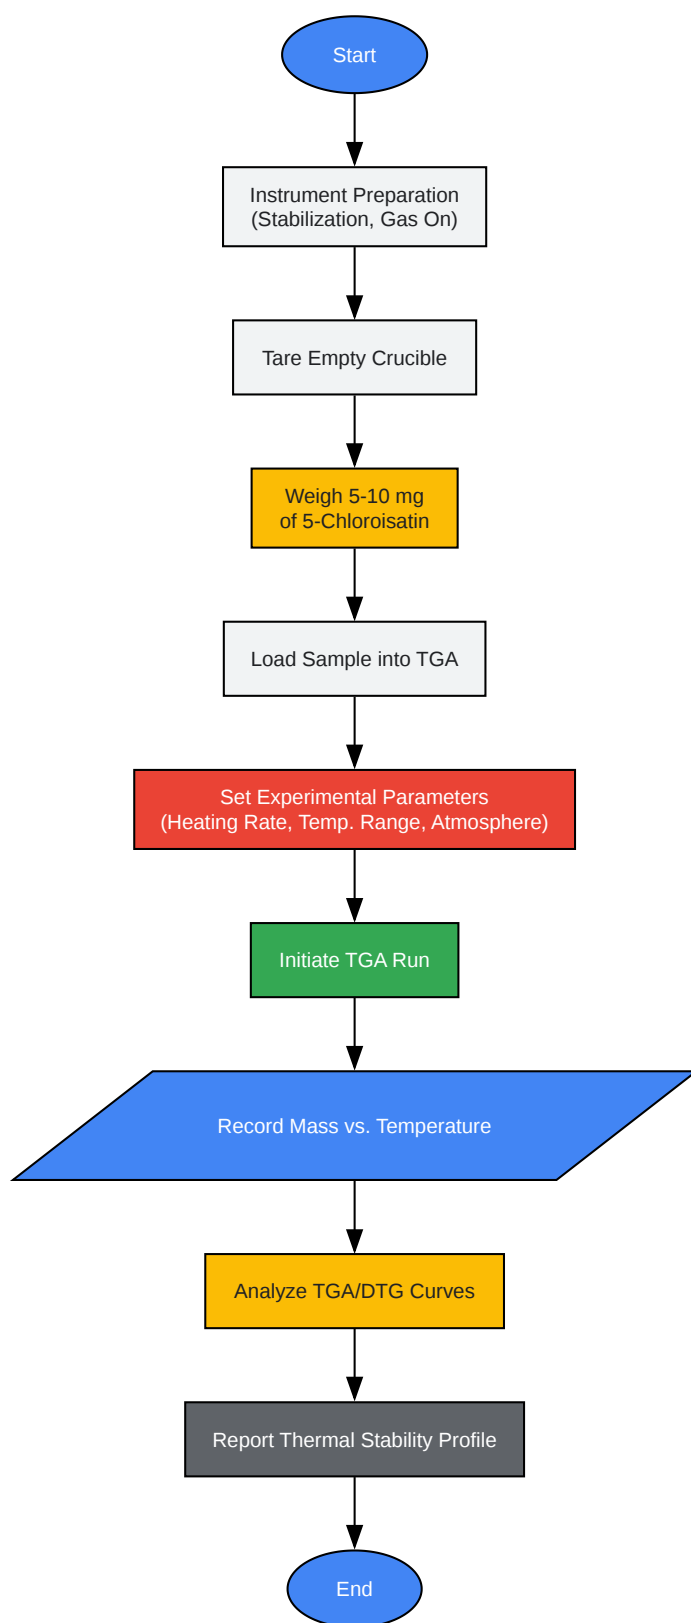 Start
Instrument Preparation
(Stabilization, Gas On)
Tare Empty Crucible
Weigh 5-10 mg
of 5-Chloroisatin
Load Sample into TGA
Set Experimental Parameters
(Heating Rate, Temp. Range, Atmosphere)
Initiate TGA Run
Record Mass vs. Temperature
Analyze TGA/DTG Curves
Report Thermal Stability Profile
End